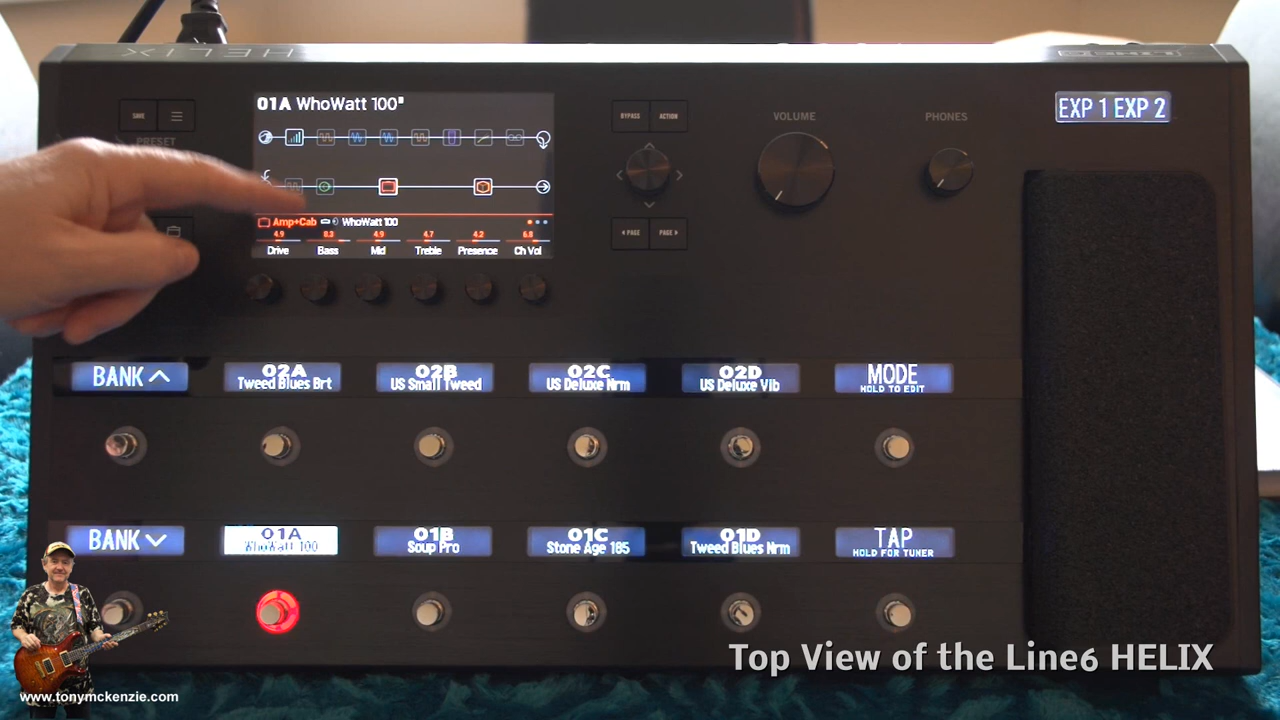 HELIX
LINE 6
01A WhoWatt 100
EXP 1 EXP 2
SAVE
BYPASS ACTION
VOLUME
PHONES
PRESET
Amp+Cab WhoWatt 100
4.9 8.3 4.9 4.7 4.2 6.8
Drive Bass Mid Treble Presence Ch Vol
◀ PAGE PAGE ▶
BANK
02A
Tweed Blues Brt
02B
US Small Tweed
02C
US Deluxe Nrm
02D
US Deluxe Vib
MODE
HOLD TO EDIT
BANK
01A
WhoWatt 100
01B
Soup Pro
01C
Stone Age 185
01D
Tweed Blues Nrm
TAP
HOLD FOR TUNER
Top View of the Line6 HELIX
www.tonymckenzie.com